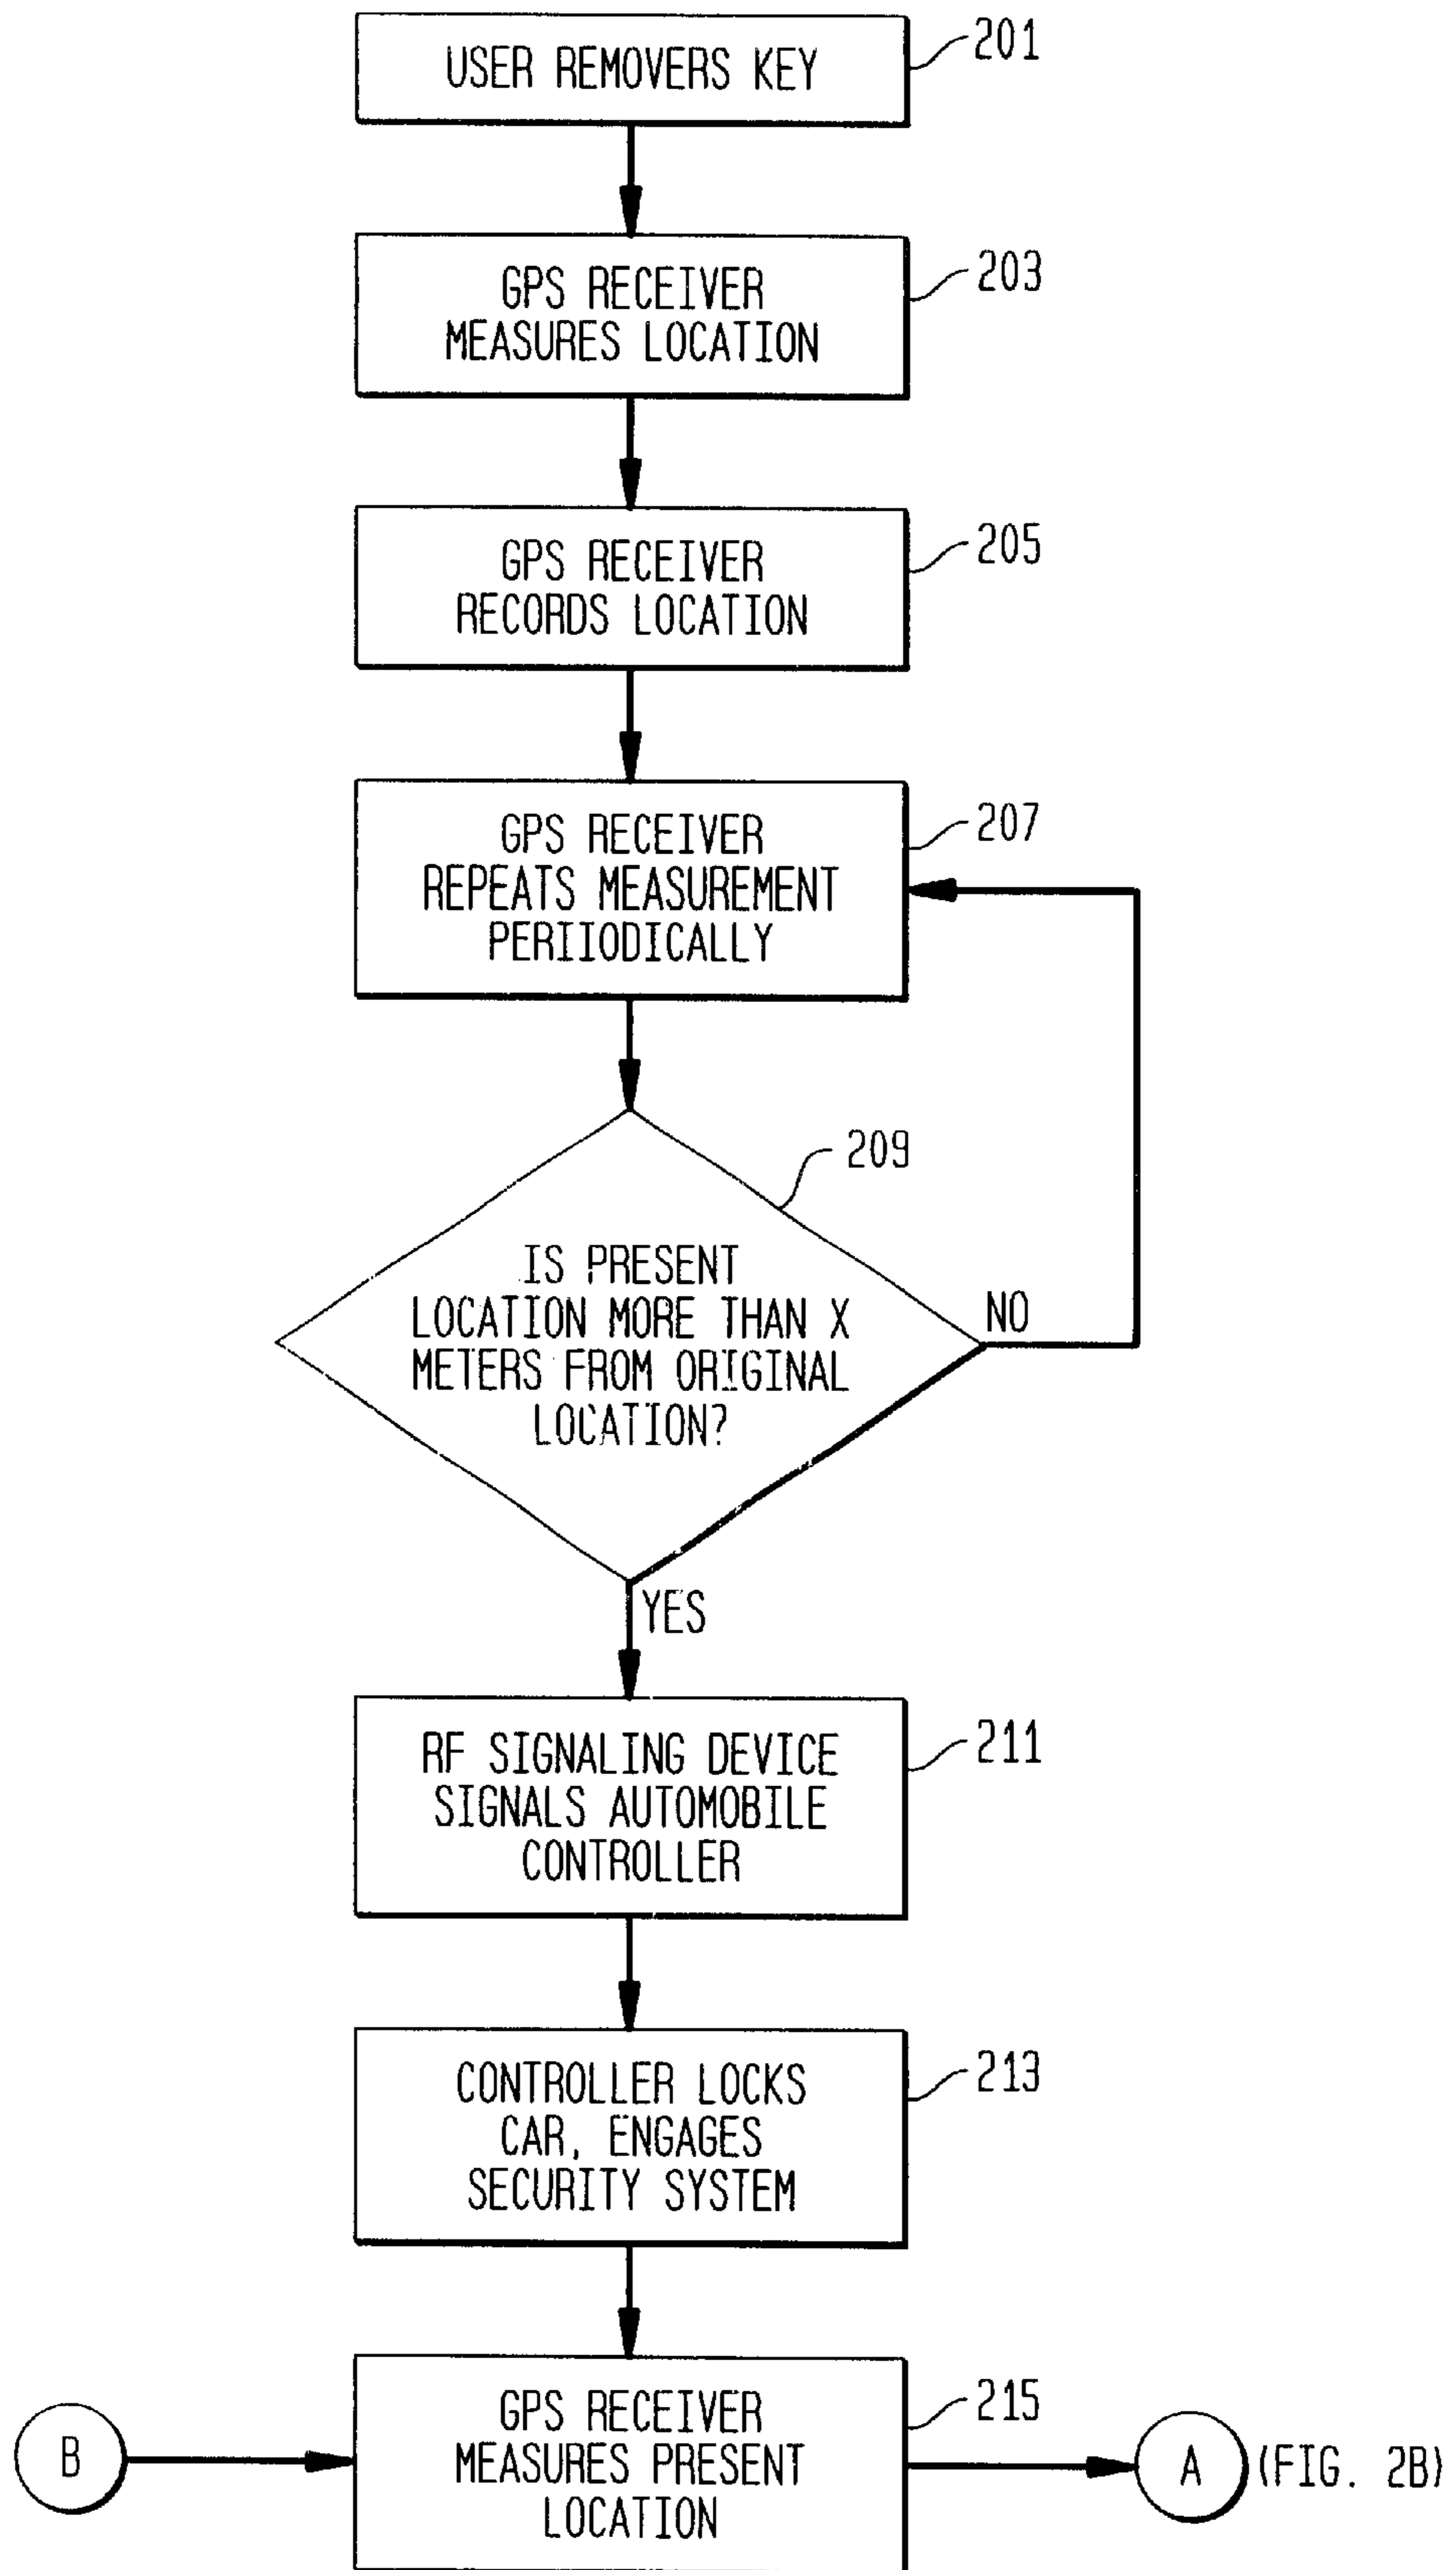 USER REMOVERS KEY
201
GPS RECEIVER
MEASURES LOCATION
203
GPS RECEIVER
RECORDS LOCATION
205
GPS RECEIVER
REPEATS MEASUREMENT
PERIIODICALLY
207
IS PRESENT
LOCATION MORE THAN X
METERS FROM ORIGINAL
LOCATION?
209
NO
YES
RF SIGNALING DEVICE
SIGNALS AUTOMOBILE
CONTROLLER
211
CONTROLLER LOCKS
CAR, ENGAGES
SECURITY SYSTEM
213
B
GPS RECEIVER
MEASURES PRESENT
LOCATION
215
A (FIG. 2B)